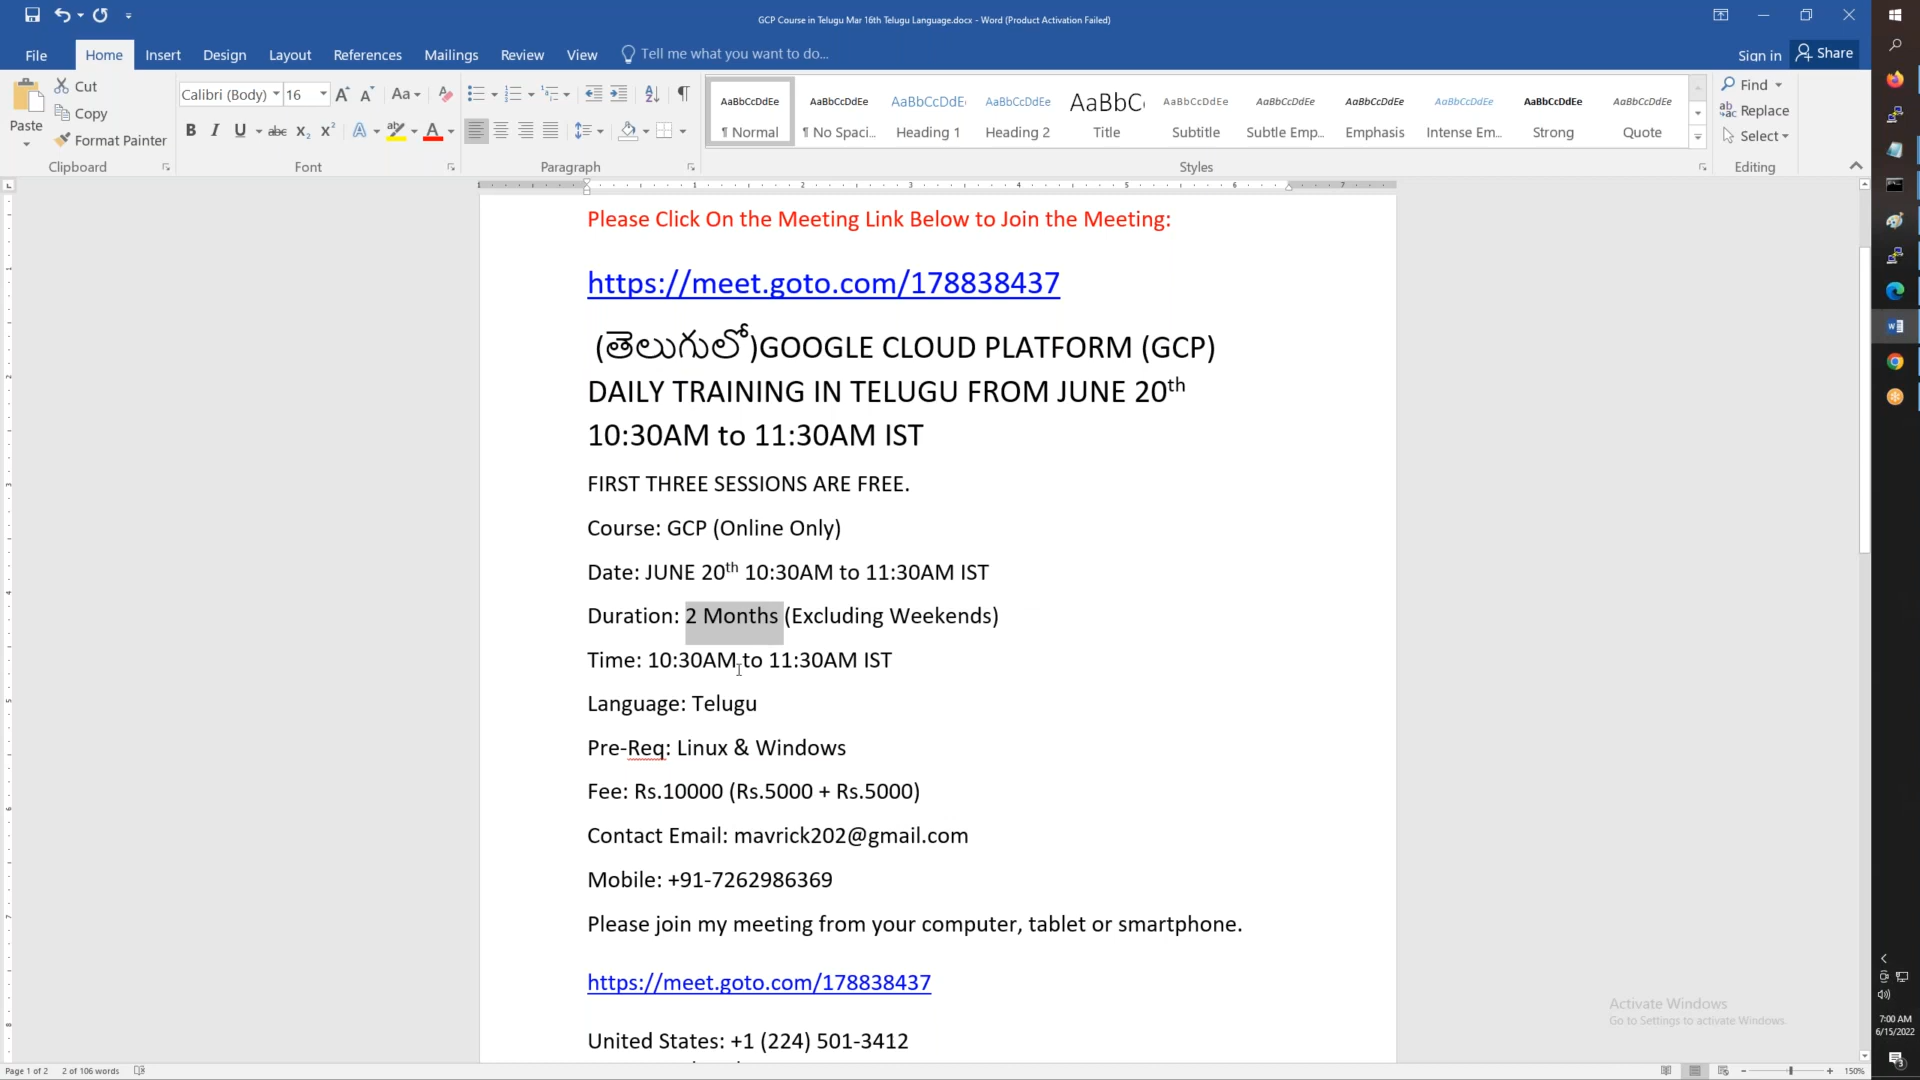 GCP Course in Telugu Mar 16th Telugu Language.docx - Word (Product Activation Failed)
File Home Insert Design Layout References Mailings Review View Tell me what you want to do... Sign in Share
Paste Cut Copy Format Painter Clipboard
Calibri (Body) 16 Font
Paragraph
AaBbCcDdEe AaBbCcDdEe AaBbCcDdE AaBbCcDdEe AaBbC AaBbCcDdEe AaBbCcDdEe AaBbCcDdEe AaBbCcDdEe AaBbCcDdEe AaBbCcDdEe
¶ Normal ¶ No Spaci... Heading 1 Heading 2 Title Subtitle Subtle Emp... Emphasis Intense Em... Strong Quote
Styles
Find Replace Select Editing
Please Click On the Meeting Link Below to Join the Meeting:
https://meet.goto.com/178838437
(తెలుగులో)GOOGLE CLOUD PLATFORM (GCP)
DAILY TRAINING IN TELUGU FROM JUNE 20th
10:30AM to 11:30AM IST
FIRST THREE SESSIONS ARE FREE.
Course: GCP (Online Only)
Date: JUNE 20th 10:30AM to 11:30AM IST
Duration: 2 Months (Excluding Weekends)
Time: 10:30AM to 11:30AM IST
Language: Telugu
Pre-Req: Linux & Windows
Fee: Rs.10000 (Rs.5000 + Rs.5000)
Contact Email: mavrick202@gmail.com
Mobile: +91-7262986369
Please join my meeting from your computer, tablet or smartphone.
https://meet.goto.com/178838437
United States: +1 (224) 501-3412
Activate Windows
Go to Settings to activate Windows.
7:00 AM
6/15/2022
Page 1 of 2 2 of 106 words 150%